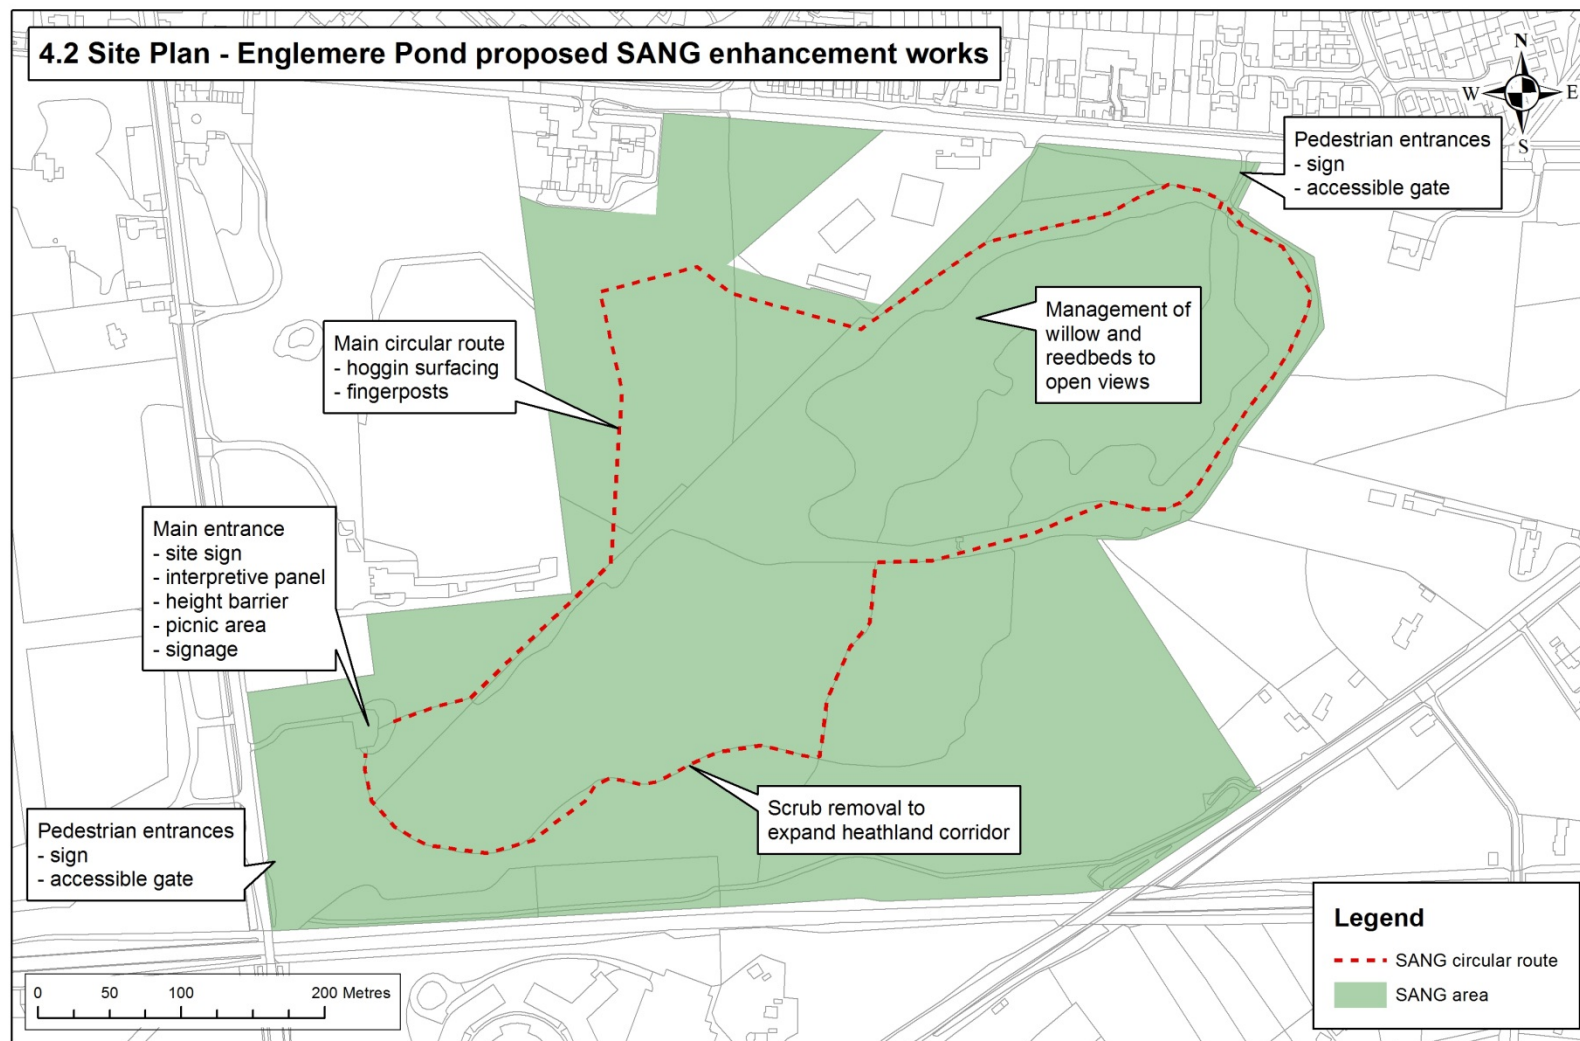 4.2 Site Plan - Englemere Pond proposed SANG enhancement works
N
W
E
S
Pedestrian entrances
- sign
- accessible gate
Management of
willow and
reedbeds to
open views
Main circular route
- hoggin surfacing
- fingerposts
Main entrance
- site sign
- interpretive panel
- height barrier
- picnic area
- signage
Scrub removal to
expand heathland corridor
Pedestrian entrances
- sign
- accessible gate
Legend
SANG circular route
SANG area
0 50 100 200 Metres